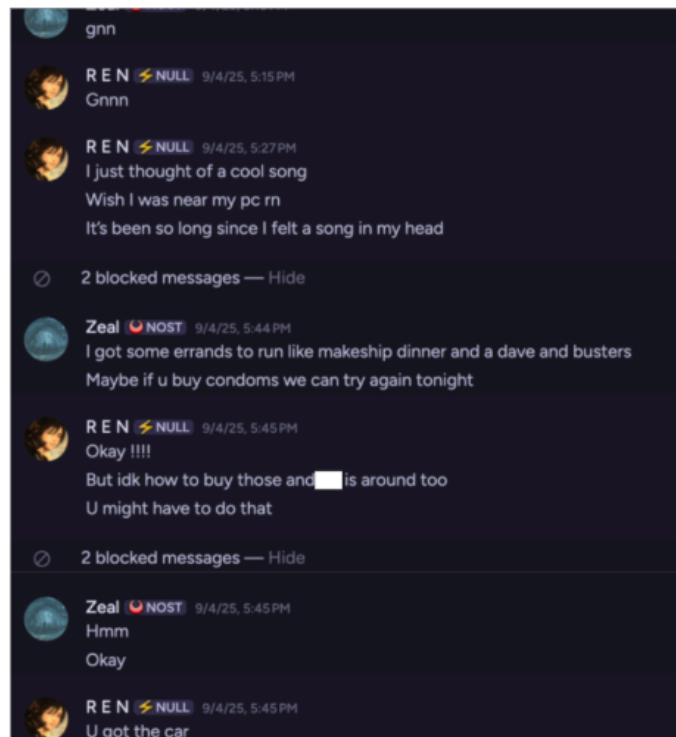 gnn
R E N ⚡NULL 9/4/25, 5:15 PM
Gnnn
R E N ⚡NULL 9/4/25, 5:27 PM
I just thought of a cool song
Wish I was near my pc rn
It's been so long since I felt a song in my head
2 blocked messages — Hide
Zeal NOST 9/4/25, 5:44 PM
I got some errands to run like makeship dinner and a dave and busters
Maybe if u buy condoms we can try again tonight
R E N ⚡NULL 9/4/25, 5:45 PM
Okay !!!!
But idk how to buy those and is around too
U might have to do that
2 blocked messages — Hide
Zeal NOST 9/4/25, 5:45 PM
Hmm
Okay
R E N ⚡NULL 9/4/25, 5:45 PM
U got the car